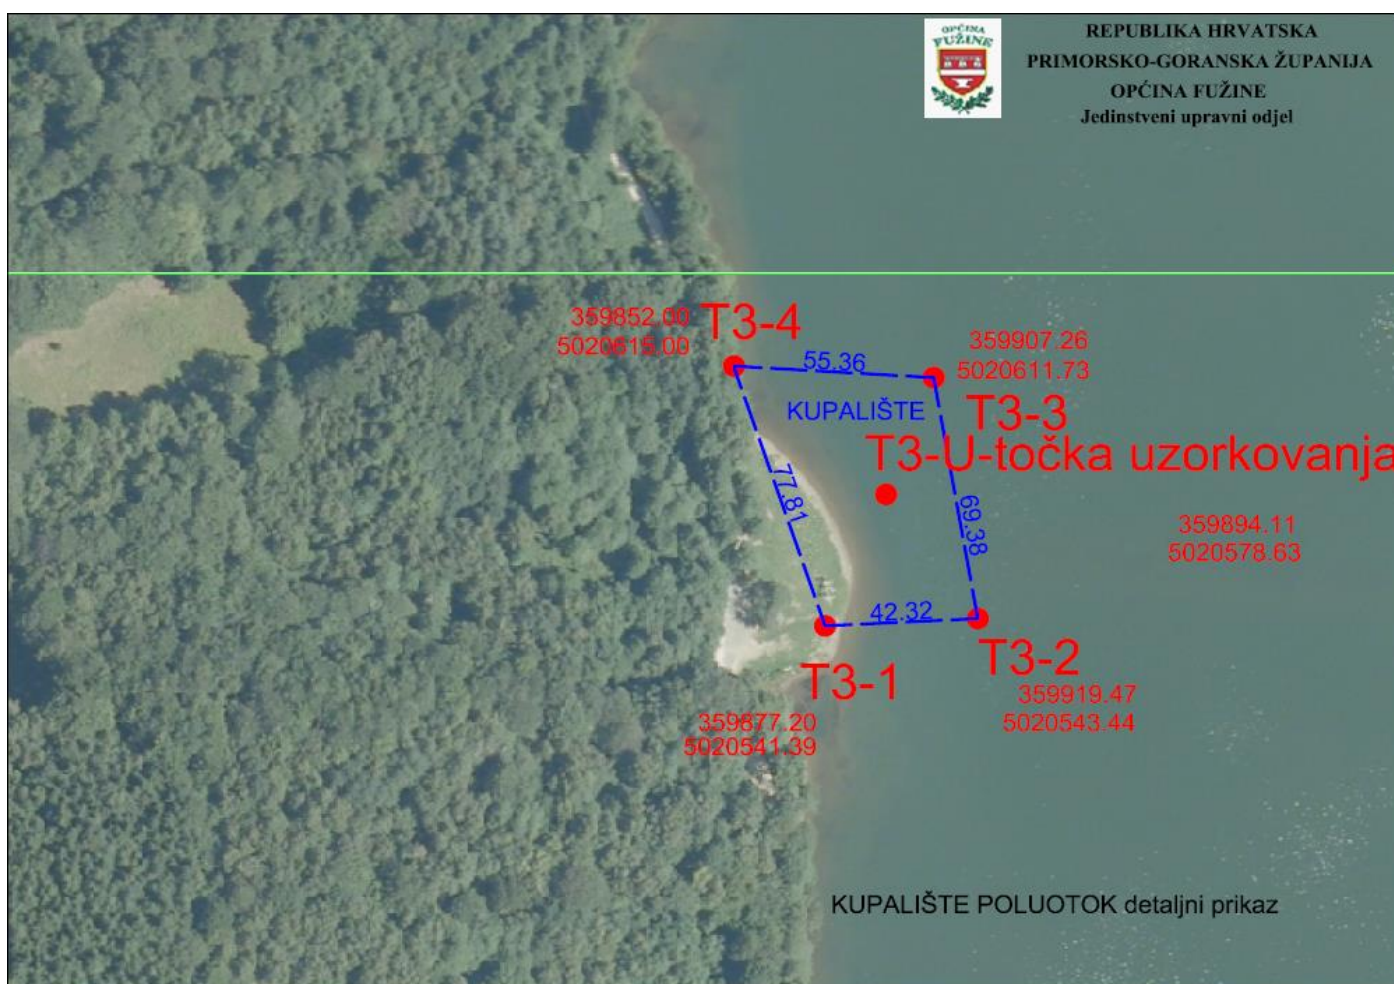 OPĆINA
FUŽINE
REPUBLIKA HRVATSKA
PRIMORSKO-GORANSKA ŽUPANIJA
OPĆINA FUŽINE
Jedinstveni upravni odjel
359852.00
5020615.00
T3-4
55.36
359907.26
5020611.73
KUPALIŠTE
T3-3
T3-U-točka uzorkovanja
77.81
69.38
359894.11
5020578.63
42.32
T3-1
T3-2
359877.20
5020541.39
359919.47
5020543.44
KUPALIŠTE POLUOTOK detaljni prikaz